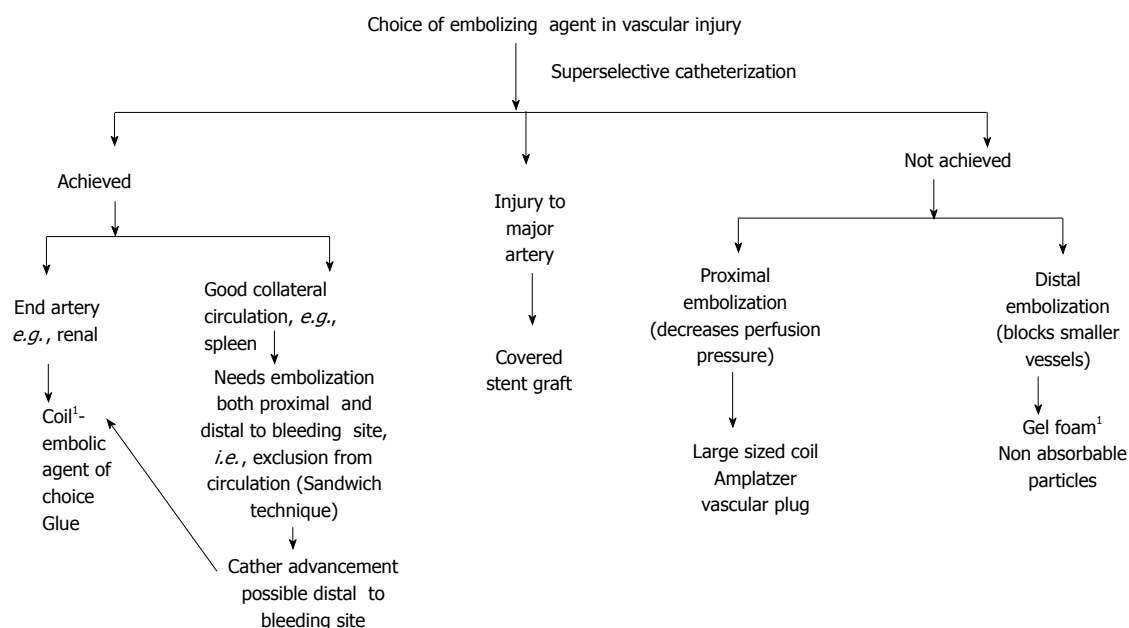 Choice of embolizing agent in vascular injury
Superselective catheterization
Achieved
End artery
e.g., renal
Coil¹-
embolic
agent of
choice
Glue
Good collateral
circulation, e.g.,
spleen
Needs embolization
both proximal and
distal to bleeding site,
i.e., exclusion from
circulation (Sandwich
technique)
Cather advancement
possible distal to
bleeding site
Injury to
major
artery
Covered
stent graft
Not achieved
Proximal
embolization
(decreases perfusion
pressure)
Large sized coil
Amplatzer
vascular plug
Distal
embolization
(blocks smaller
vessels)
Gel foam¹
Non absorbable
particles